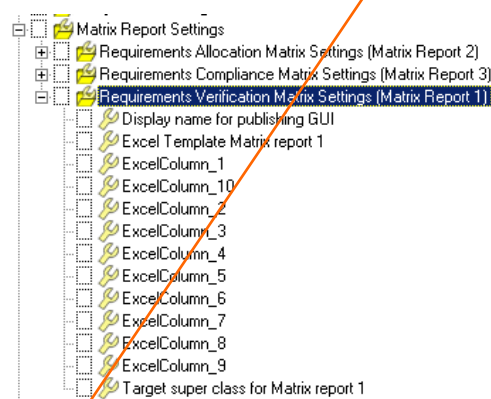 Matrix Report Settings
Requirements Allocation Matrix Settings (Matrix Report 2)
Requirements Compliance Matrix Settings (Matrix Report 3)
Requirements Verification Matrix Settings (Matrix Report 1)
Display name for publishing GUI
Excel Template Matrix report 1
ExcelColumn_1
ExcelColumn_10
ExcelColumn_2
ExcelColumn_3
ExcelColumn_4
ExcelColumn_5
ExcelColumn_6
ExcelColumn_7
ExcelColumn_8
ExcelColumn_9
Target super class for Matrix report 1